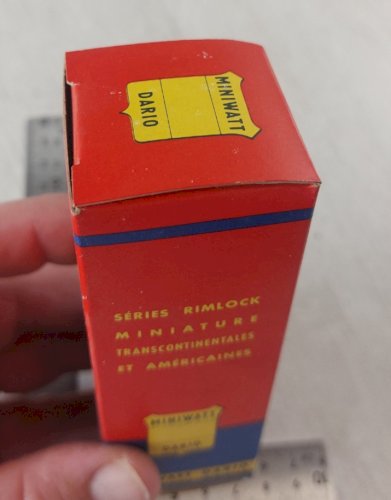 MINIWATT
DARIO
SÉRIES RIMLOCK
MINIATURE
TRANSCONTINENTALES
ET AMÉRICAINES
MINIWATT
DARIO